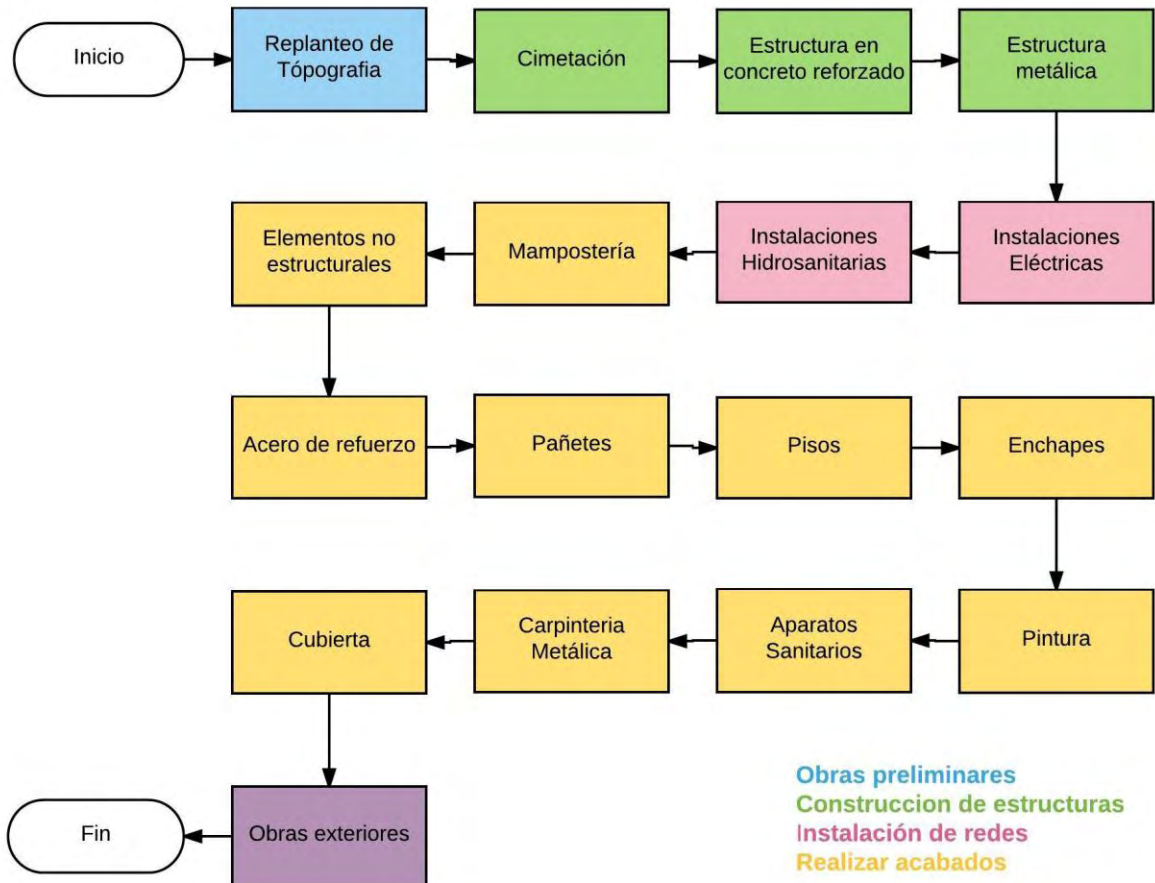 Inicio
Replanteo de
Tópografia
Cimetación
Estructura en
concreto reforzado
Estructura
metálica
Instalaciones
Eléctricas
Instalaciones
Hidrosanitarias
Mampostería
Elementos no
estructurales
Acero de refuerzo
Pañetes
Pisos
Enchapes
Pintura
Aparatos
Sanitarios
Carpinteria
Metálica
Cubierta
Obras exteriores
Fin
Obras preliminares
Construccion de estructuras
Instalación de redes
Realizar acabados